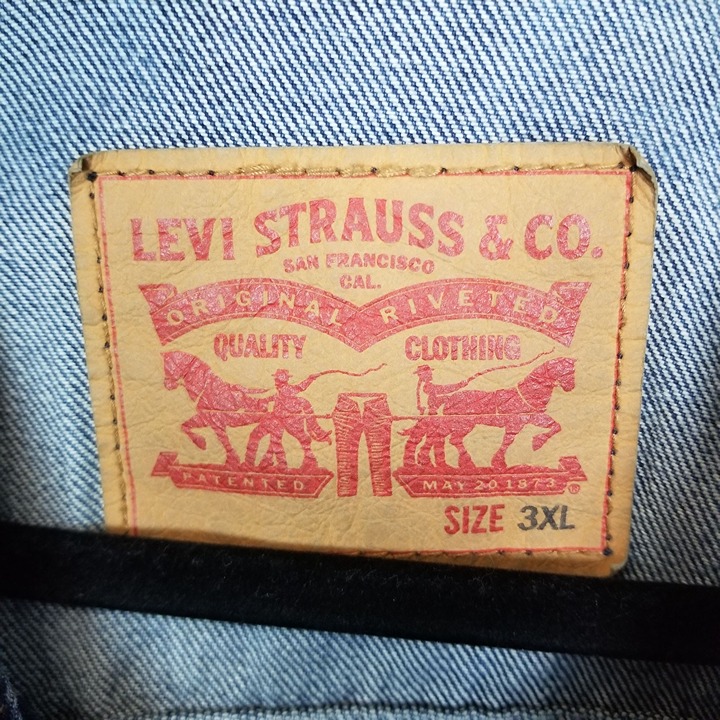 LEVI STRAUSS & CO.
SAN FRANCISCO
CAL.
ORIGINAL RIVETED
QUALITY CLOTHING
PATENTED MAY 20 1873 ®
SIZE 3XL